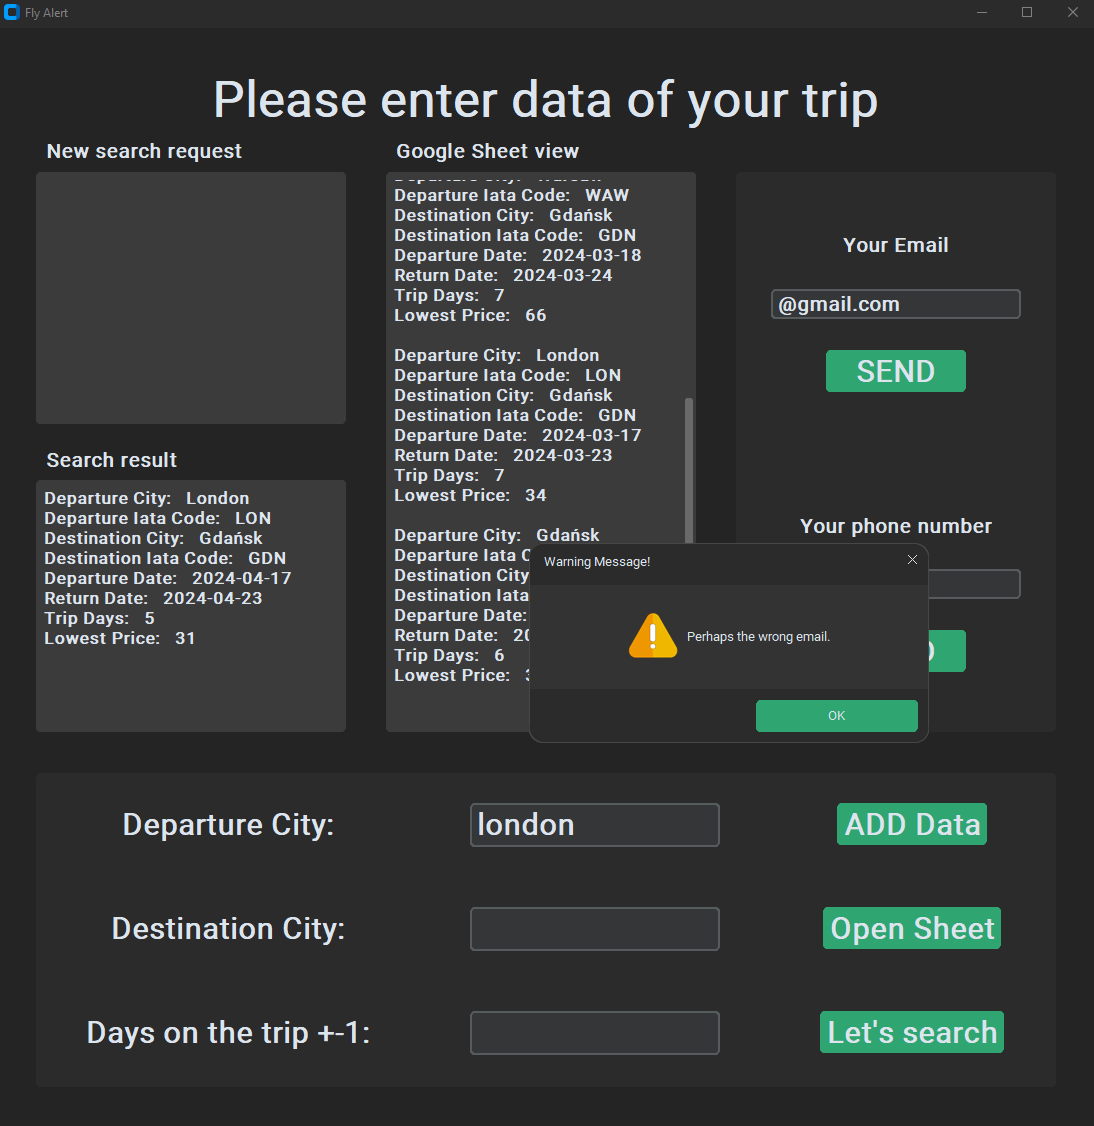 Fly Alert
Please enter data of your trip
New search request
Google Sheet view
Departure Iata Code: WAW
Destination City: Gdańsk
Destination Iata Code: GDN
Departure Date: 2024-03-18
Return Date: 2024-03-24
Trip Days: 7
Lowest Price: 66
Departure City: London
Departure Iata Code: LON
Destination City: Gdańsk
Destination Iata Code: GDN
Departure Date: 2024-03-17
Return Date: 2024-03-23
Trip Days: 7
Lowest Price: 34
Departure City: Gdańsk
Departure Iata
Destination City
Destination Iata
Departure Date:
Return Date:
Trip Days: 6
Lowest Price:
Your Email
@gmail.com
SEND
Your phone number
Search result
Departure City: London
Departure Iata Code: LON
Destination City: Gdańsk
Destination Iata Code: GDN
Departure Date: 2024-04-17
Return Date: 2024-04-23
Trip Days: 5
Lowest Price: 31
Warning Message!
Perhaps the wrong email.
OK
Departure City:
london
ADD Data
Destination City:
Open Sheet
Days on the trip +-1:
Let's search